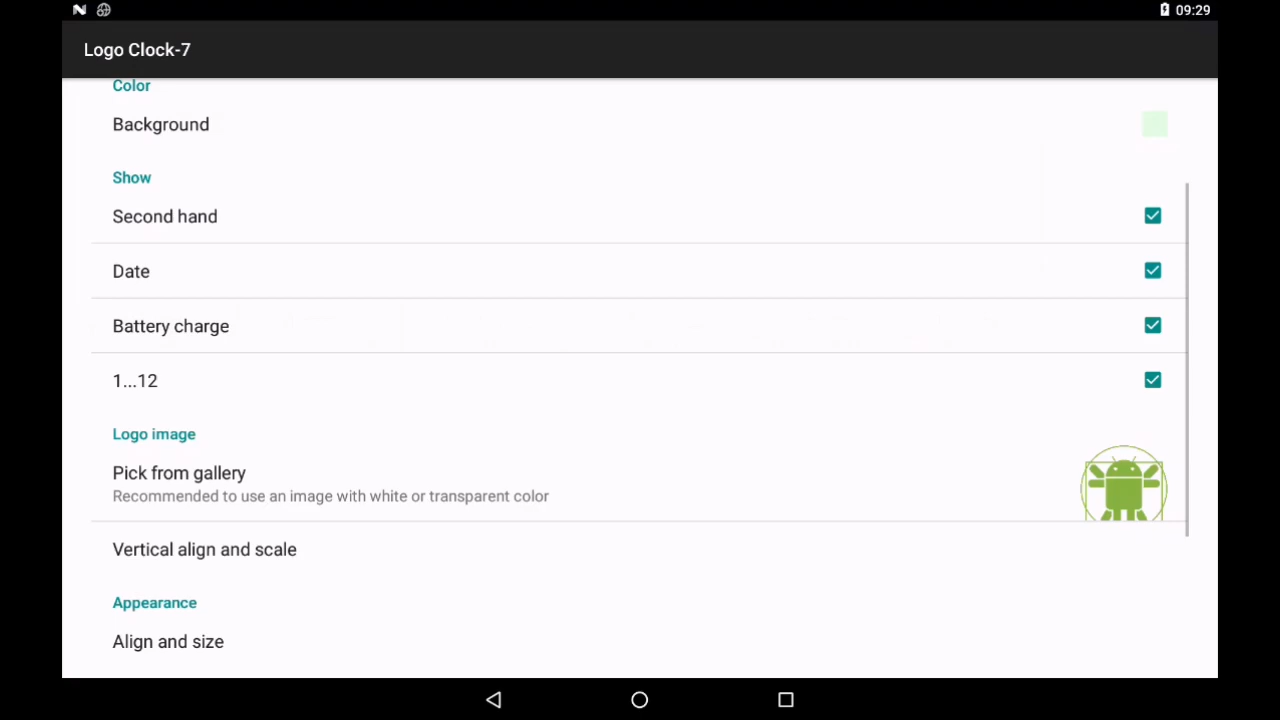 09:29
Logo Clock-7
Color
Background
Show
Second hand
Date
Battery charge
1...12
Logo image
Pick from gallery
Recommended to use an image with white or transparent color
Vertical align and scale
Appearance
Align and size